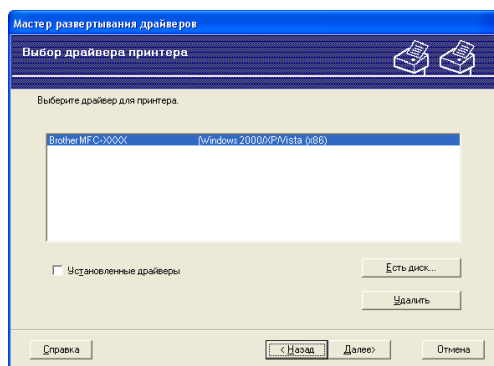 Мастер развертывания драйверов
Выбор драйвера принтера
Выберите драйвер для принтера.
Brother MFC-XXXX (Windows 2000/XP/Vista (x86)
Установленные драйверы
Есть диск...
Удалить
Справка
< Назад
Далее>
Отмена